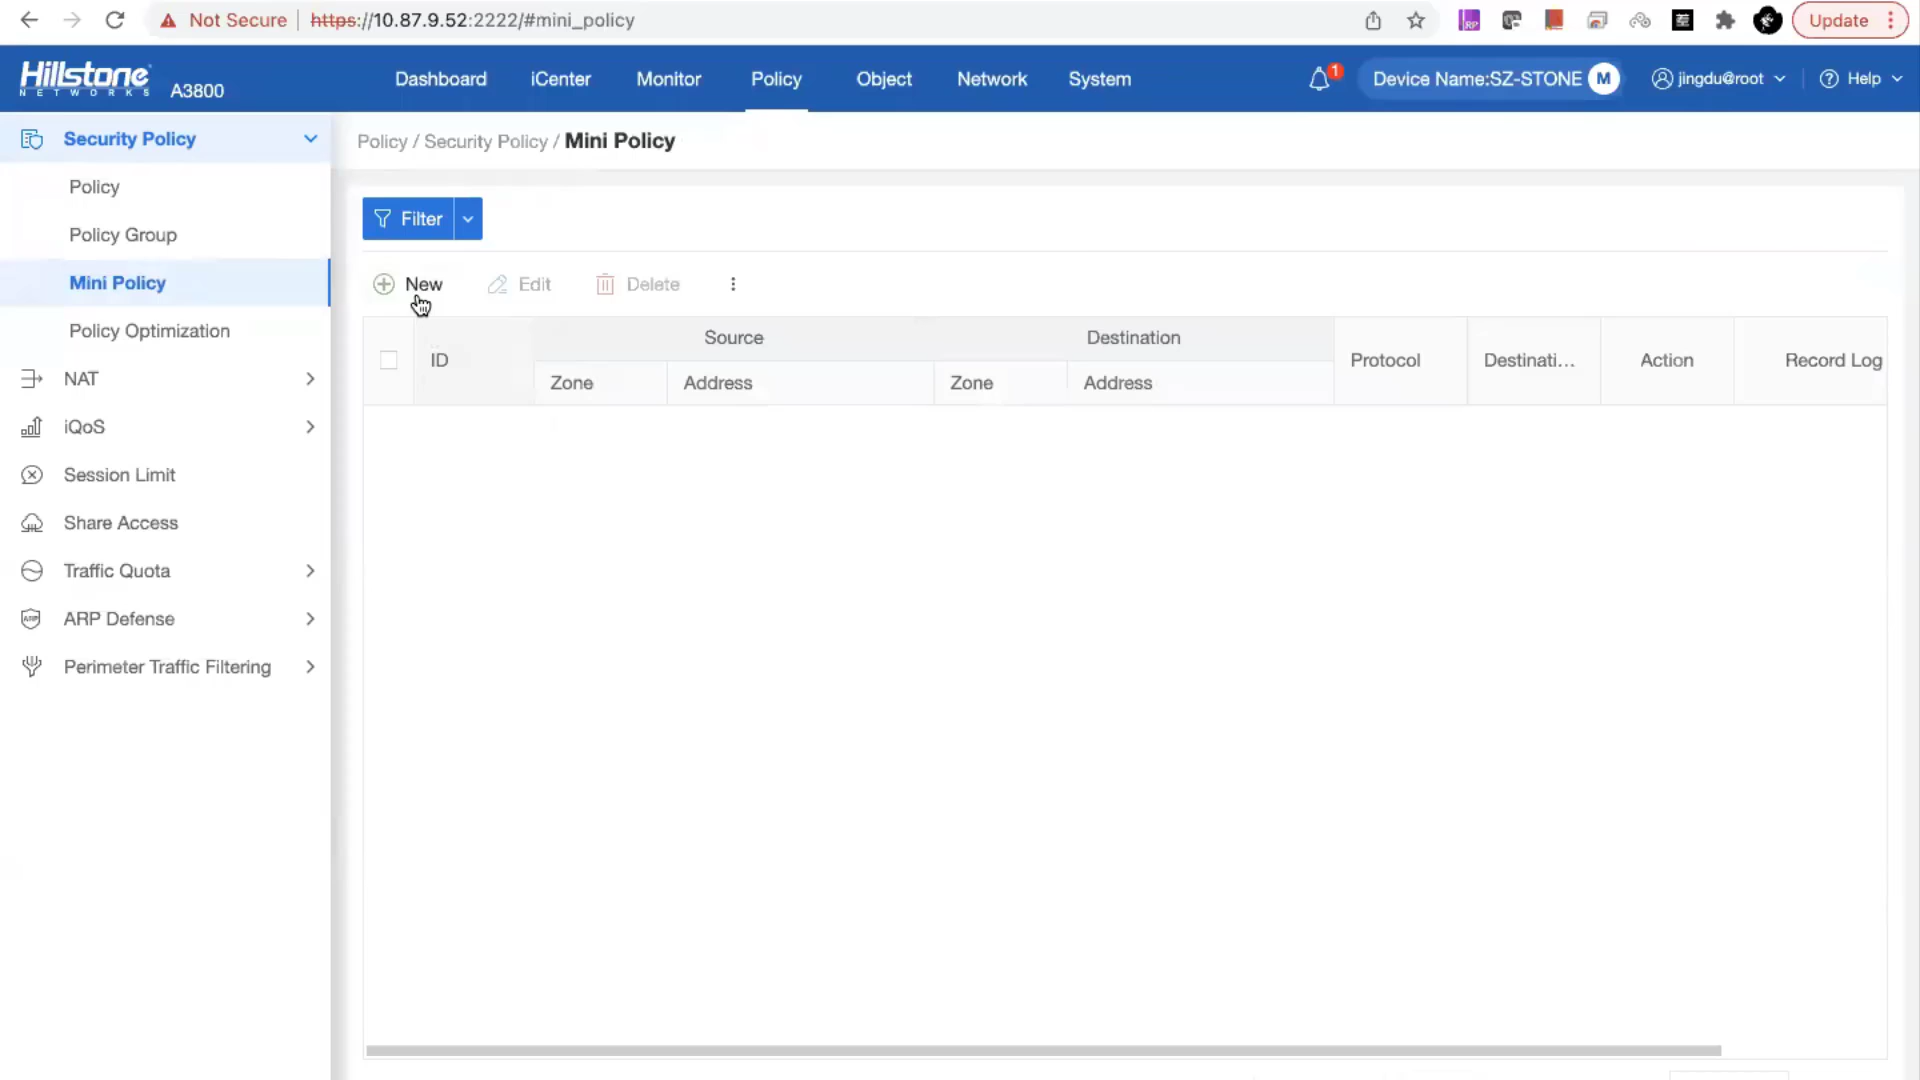 Not Secure https://10.87.9.52:2222/#mini_policy Update
Hillstone NETWORKS A3800 Dashboard iCenter Monitor Policy Object Network System 1 Device Name:SZ-STONE M jingdu@root Help
Security Policy
Policy
Policy Group
Mini Policy
Policy Optimization
NAT
iQoS
Session Limit
Share Access
Traffic Quota
ARP Defense
Perimeter Traffic Filtering
Policy / Security Policy / Mini Policy
Filter
New Edit Delete
ID Source Destination Protocol Destinati... Action Record Log
Zone Address Zone Address